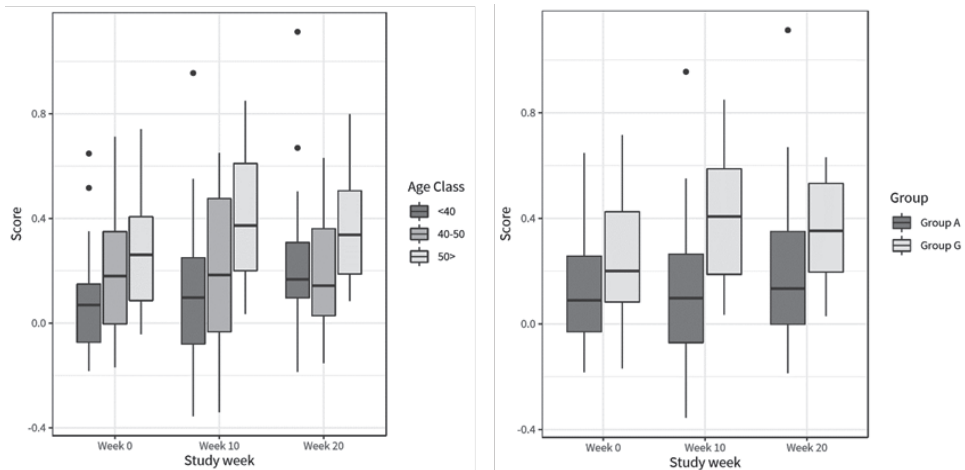 Score
0.8
0.4
0.0
-0.4
Week 0
Week 10
Week 20
Study week
Age Class
<40
40-50
50>
Score
0.8
0.4
0.0
-0.4
Week 0
Week 10
Week 20
Study week
Group
Group A
Group G